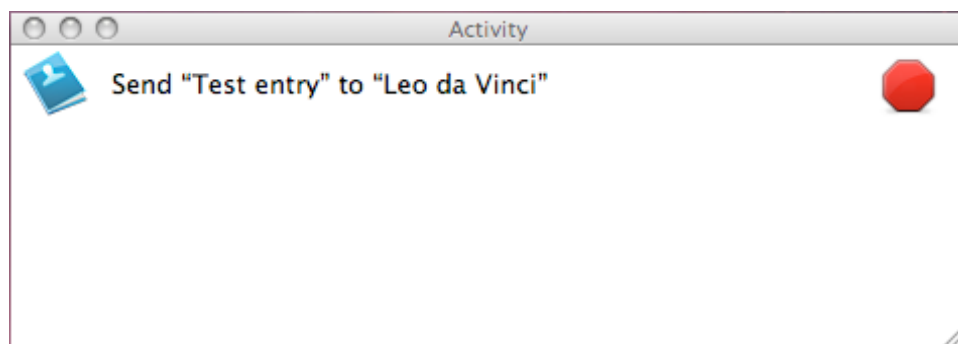 Activity
Send “Test entry” to “Leo da Vinci”